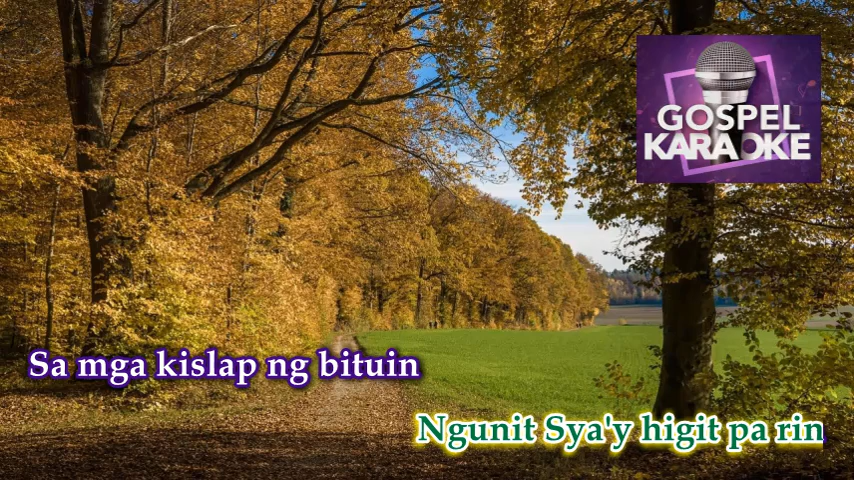 GOSPEL
KARAOKE
Sa mga kislap ng bituin
Ngunit Sya'y higit pa rin